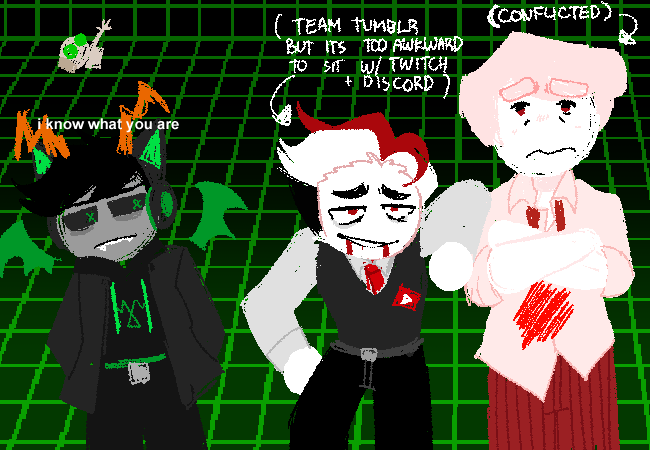 ( TEAM TUMBLR
BUT ITS TOO AWKWARD
TO SIT W/ TWITCH
+ DISCORD )
(CONFLICTED)
i know what you are